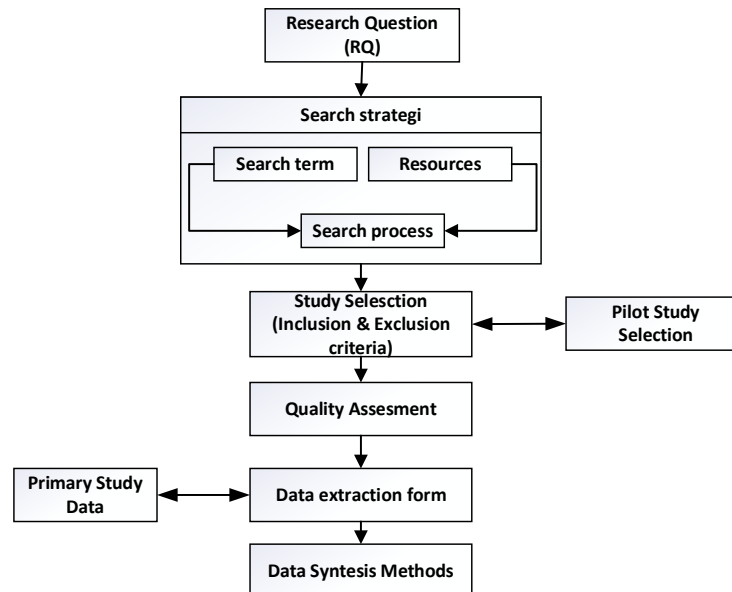 Research Question
(RQ)
Search strategi
Search term
Resources
Search process
Study Selesction
(Inclusion & Exclusion
criteria)
Pilot Study
Selection
Quality Assesment
Primary Study
Data
Data extraction form
Data Syntesis Methods